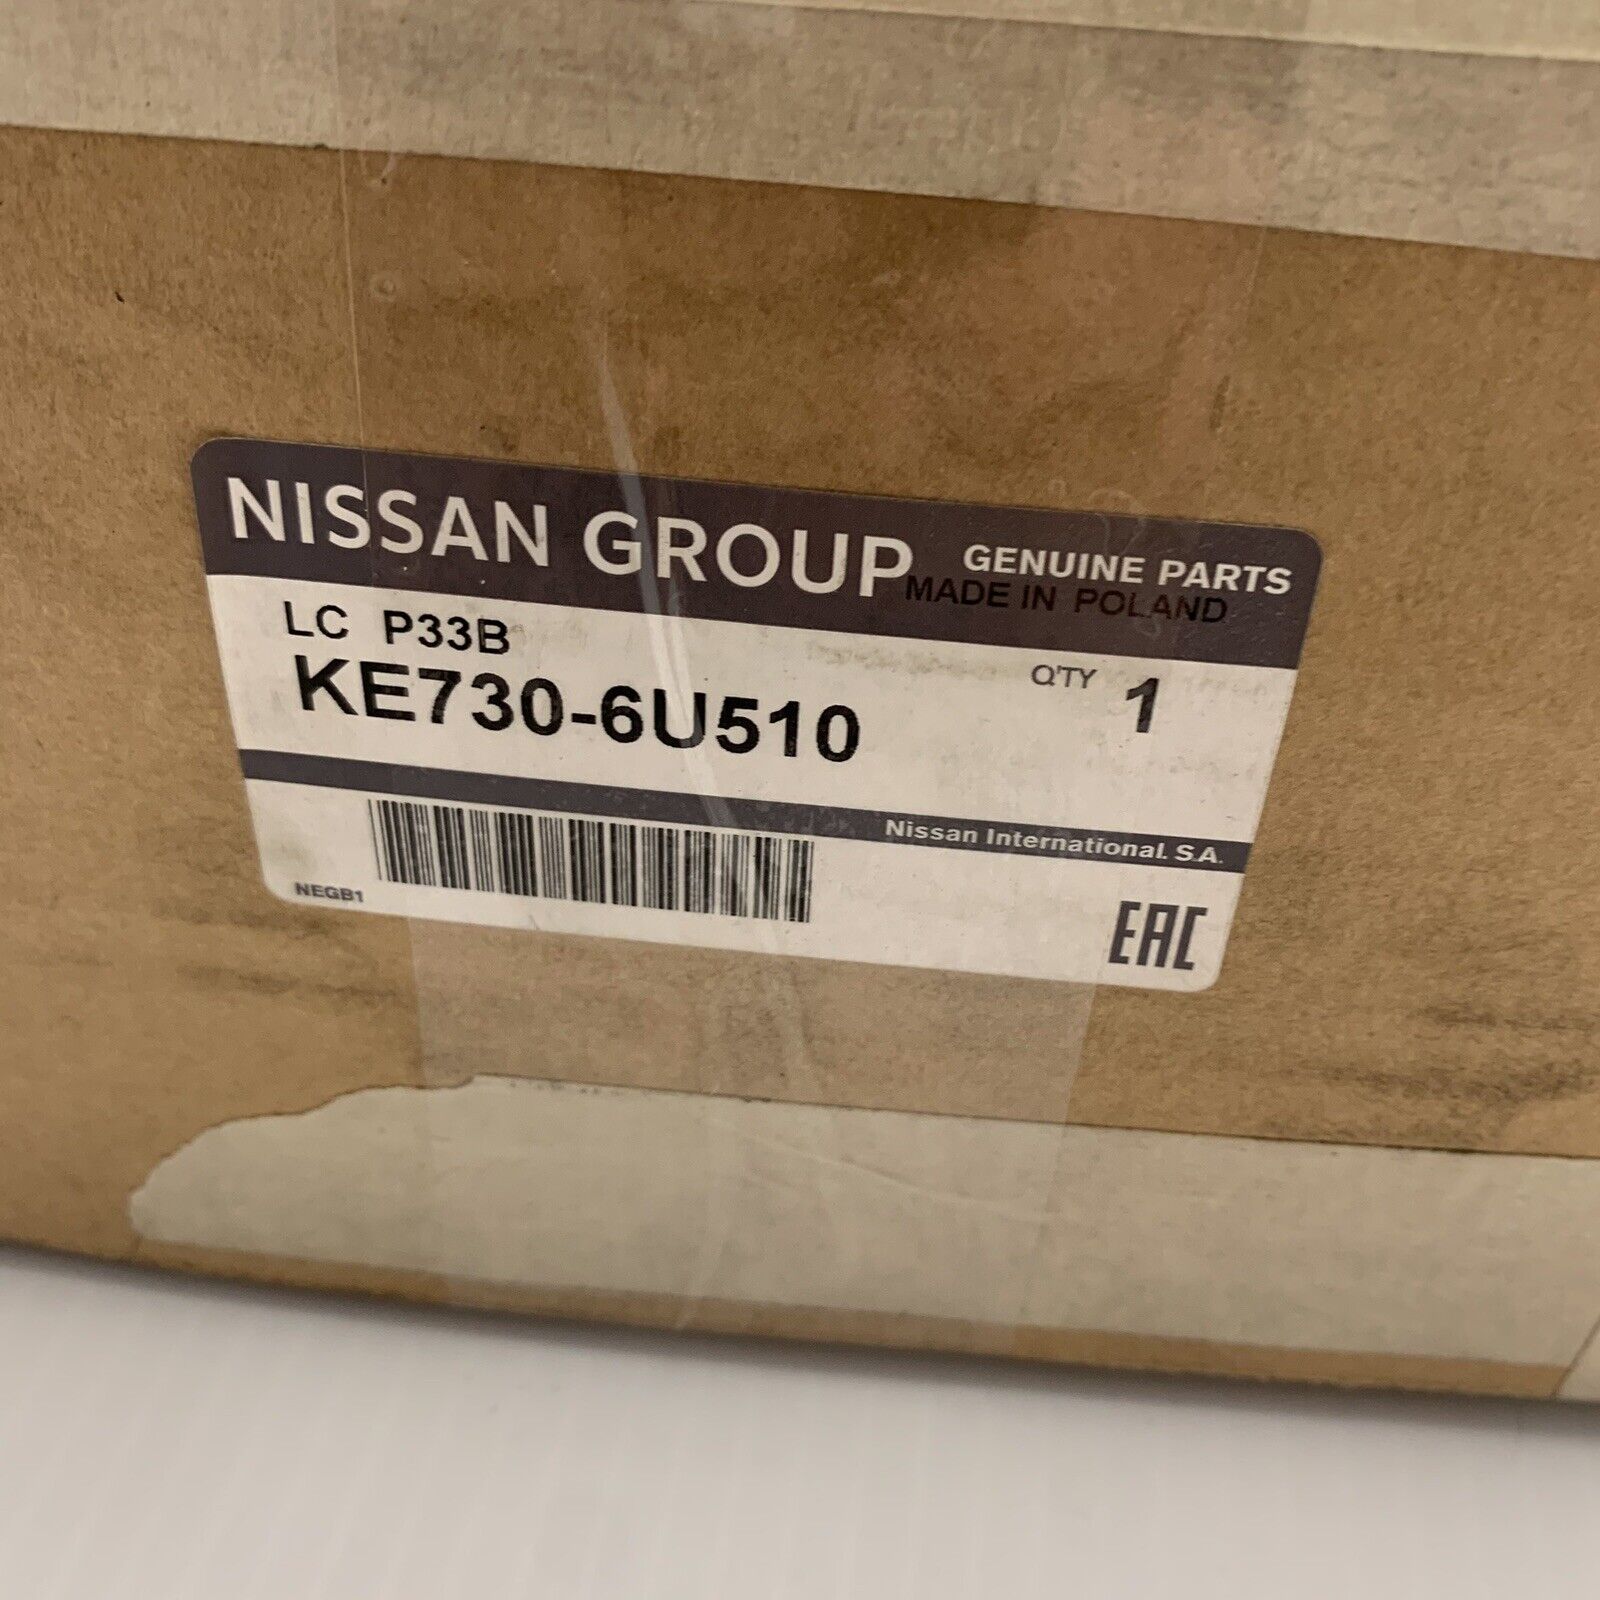 NISSAN GROUP GENUINE PARTS
MADE IN POLAND
LC P33B
Q'TY 1
KE730-6U510
Nissan International S.A.
NEGB1
EAC